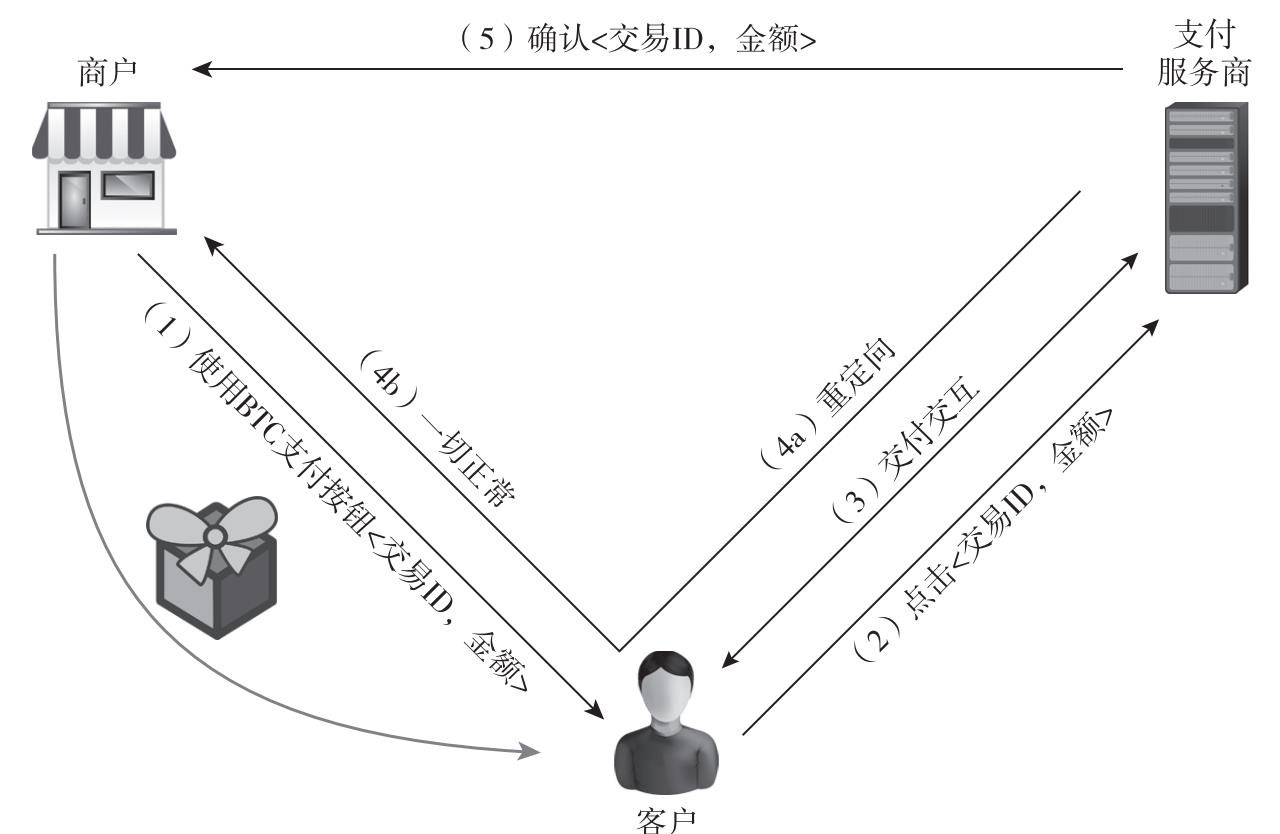 （5）确认<交易ID，金额>
支付
服务商
商户
（1）使用BTC支付按钮<交易ID，金额>
（4b）一切正常
（4a）重定向
（3）交付交互
（2）点击<交易ID，金额>
客户